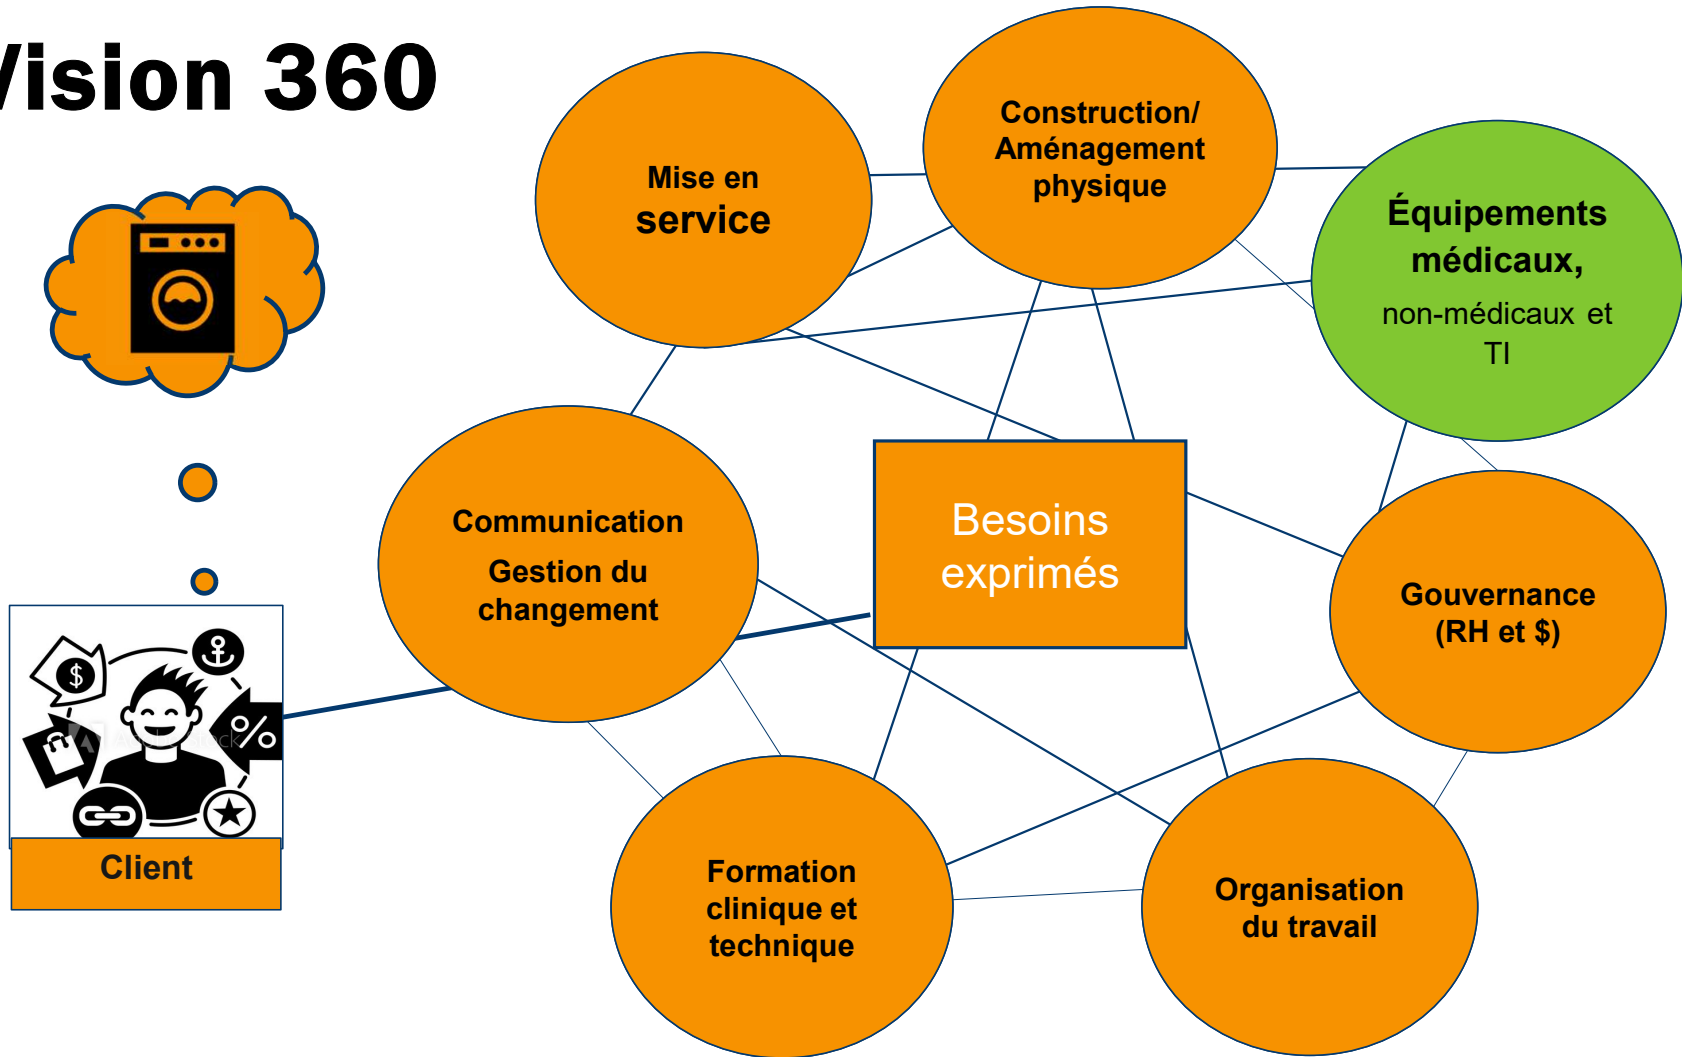 Vision 360
Construction/
Aménagement
physique
Mise en
service
Équipements
médicaux,
non-médicaux et
TI
Communication
Gestion du
changement
Besoins
exprimés
Gouvernance
(RH et $)
$
%
Client
Formation
clinique et
technique
Organisation
du travail